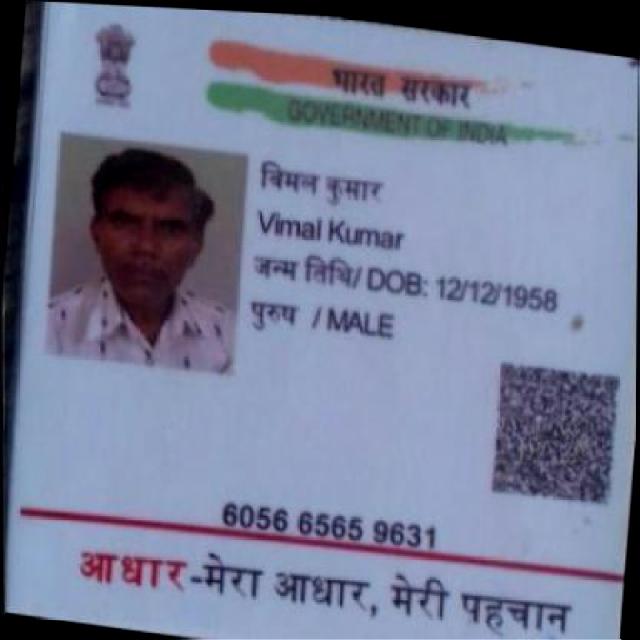 भारत सरकार
GOVERNMENT OF INDIA
विमल कुमार
Vimal Kumar
जन्म तिथि/ DOB: 12/12/1958
पुरुष / MALE
6056 6565 9631
आधार-मेरा आधार, मेरी पहचान